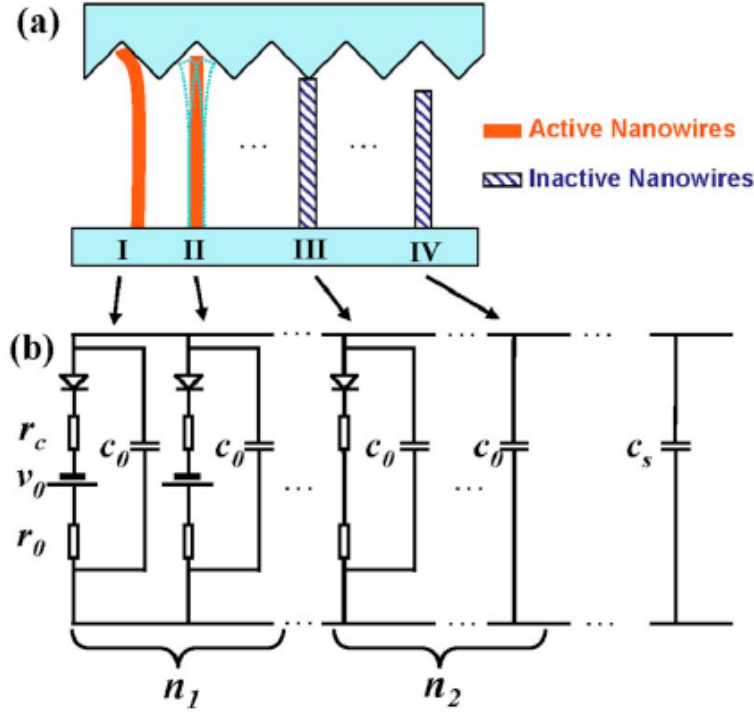 (a)
... ...
Active Nanowires
Inactive Nanowires
I II III IV
(b)
... ... ...
r_c c_0 c_0 c_0 c_0 c_s
v_0
... ...
r_0
... ... ...
n_1 n_2